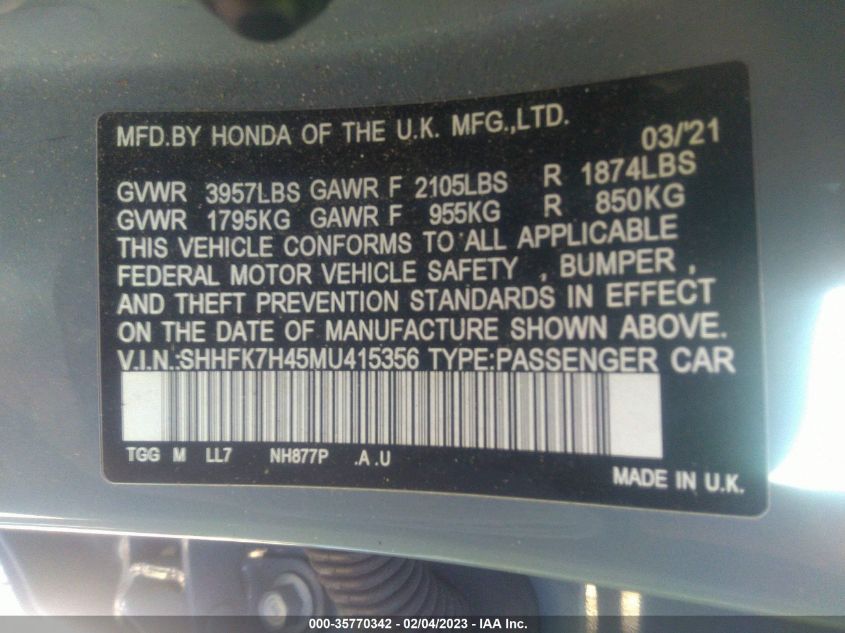 MFD.BY HONDA OF THE U.K. MFG.,LTD. 03/'21
GVWR 3957LBS GAWR F 2105LBS R 1874LBS
GVWR 1795KG GAWR F 955KG R 850KG
THIS VEHICLE CONFORMS TO ALL APPLICABLE
FEDERAL MOTOR VEHICLE SAFETY , BUMPER ,
AND THEFT PREVENTION STANDARDS IN EFFECT
ON THE DATE OF MANUFACTURE SHOWN ABOVE.
V.I.N.:SHHFK7H45MU415356 TYPE:PASSENGER CAR
TGG M LL7 NH877P .A .U
MADE IN U.K.
000-35770342 - 02/04/2023 - IAA Inc.